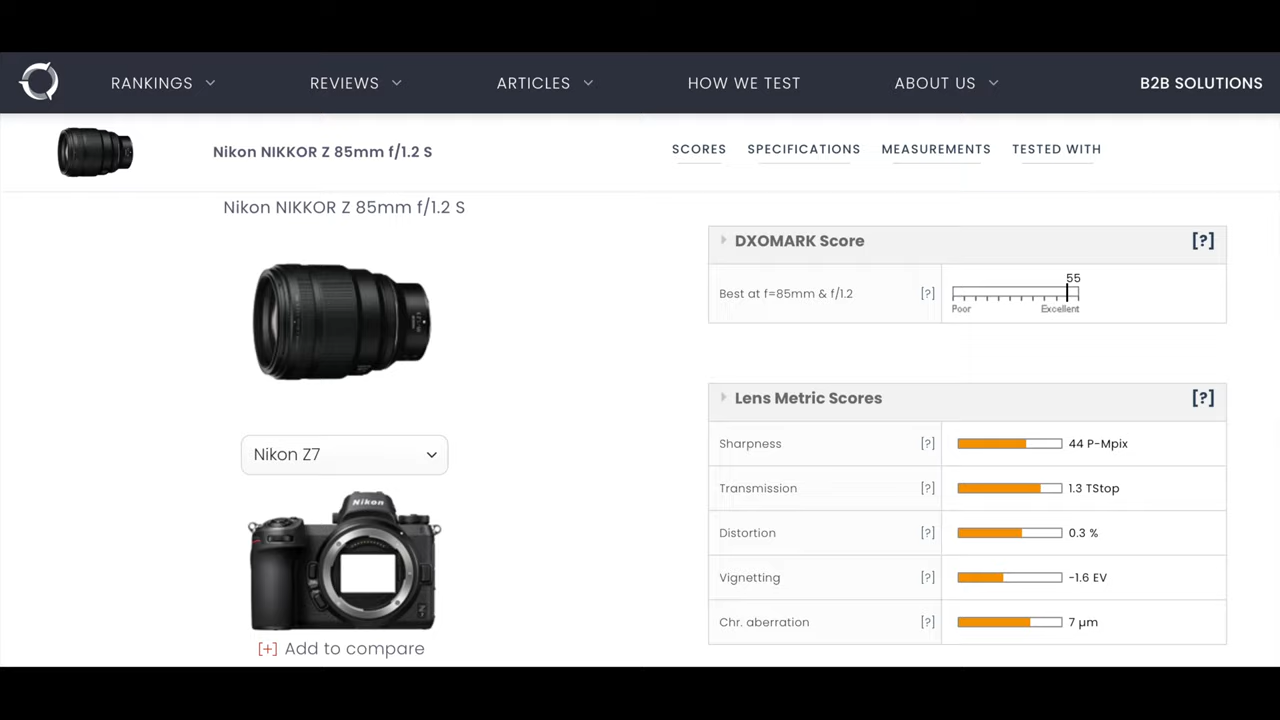 RANKINGS REVIEWS ARTICLES HOW WE TEST ABOUT US B2B SOLUTIONS
Nikon NIKKOR Z 85mm f/1.2 S SCORES SPECIFICATIONS MEASUREMENTS TESTED WITH
Nikon NIKKOR Z 85mm f/1.2 S
DXOMARK Score [?]
Best at f=85mm & f/1.2 [?] 55
Poor Excellent
Lens Metric Scores [?]
Sharpness [?] 44 P-Mpix
Transmission [?] 1.3 TStop
Distortion [?] 0.3 %
Vignetting [?] -1.6 EV
Chr. aberration [?] 7 µm
Nikon Z7
Nikon
[+] Add to compare